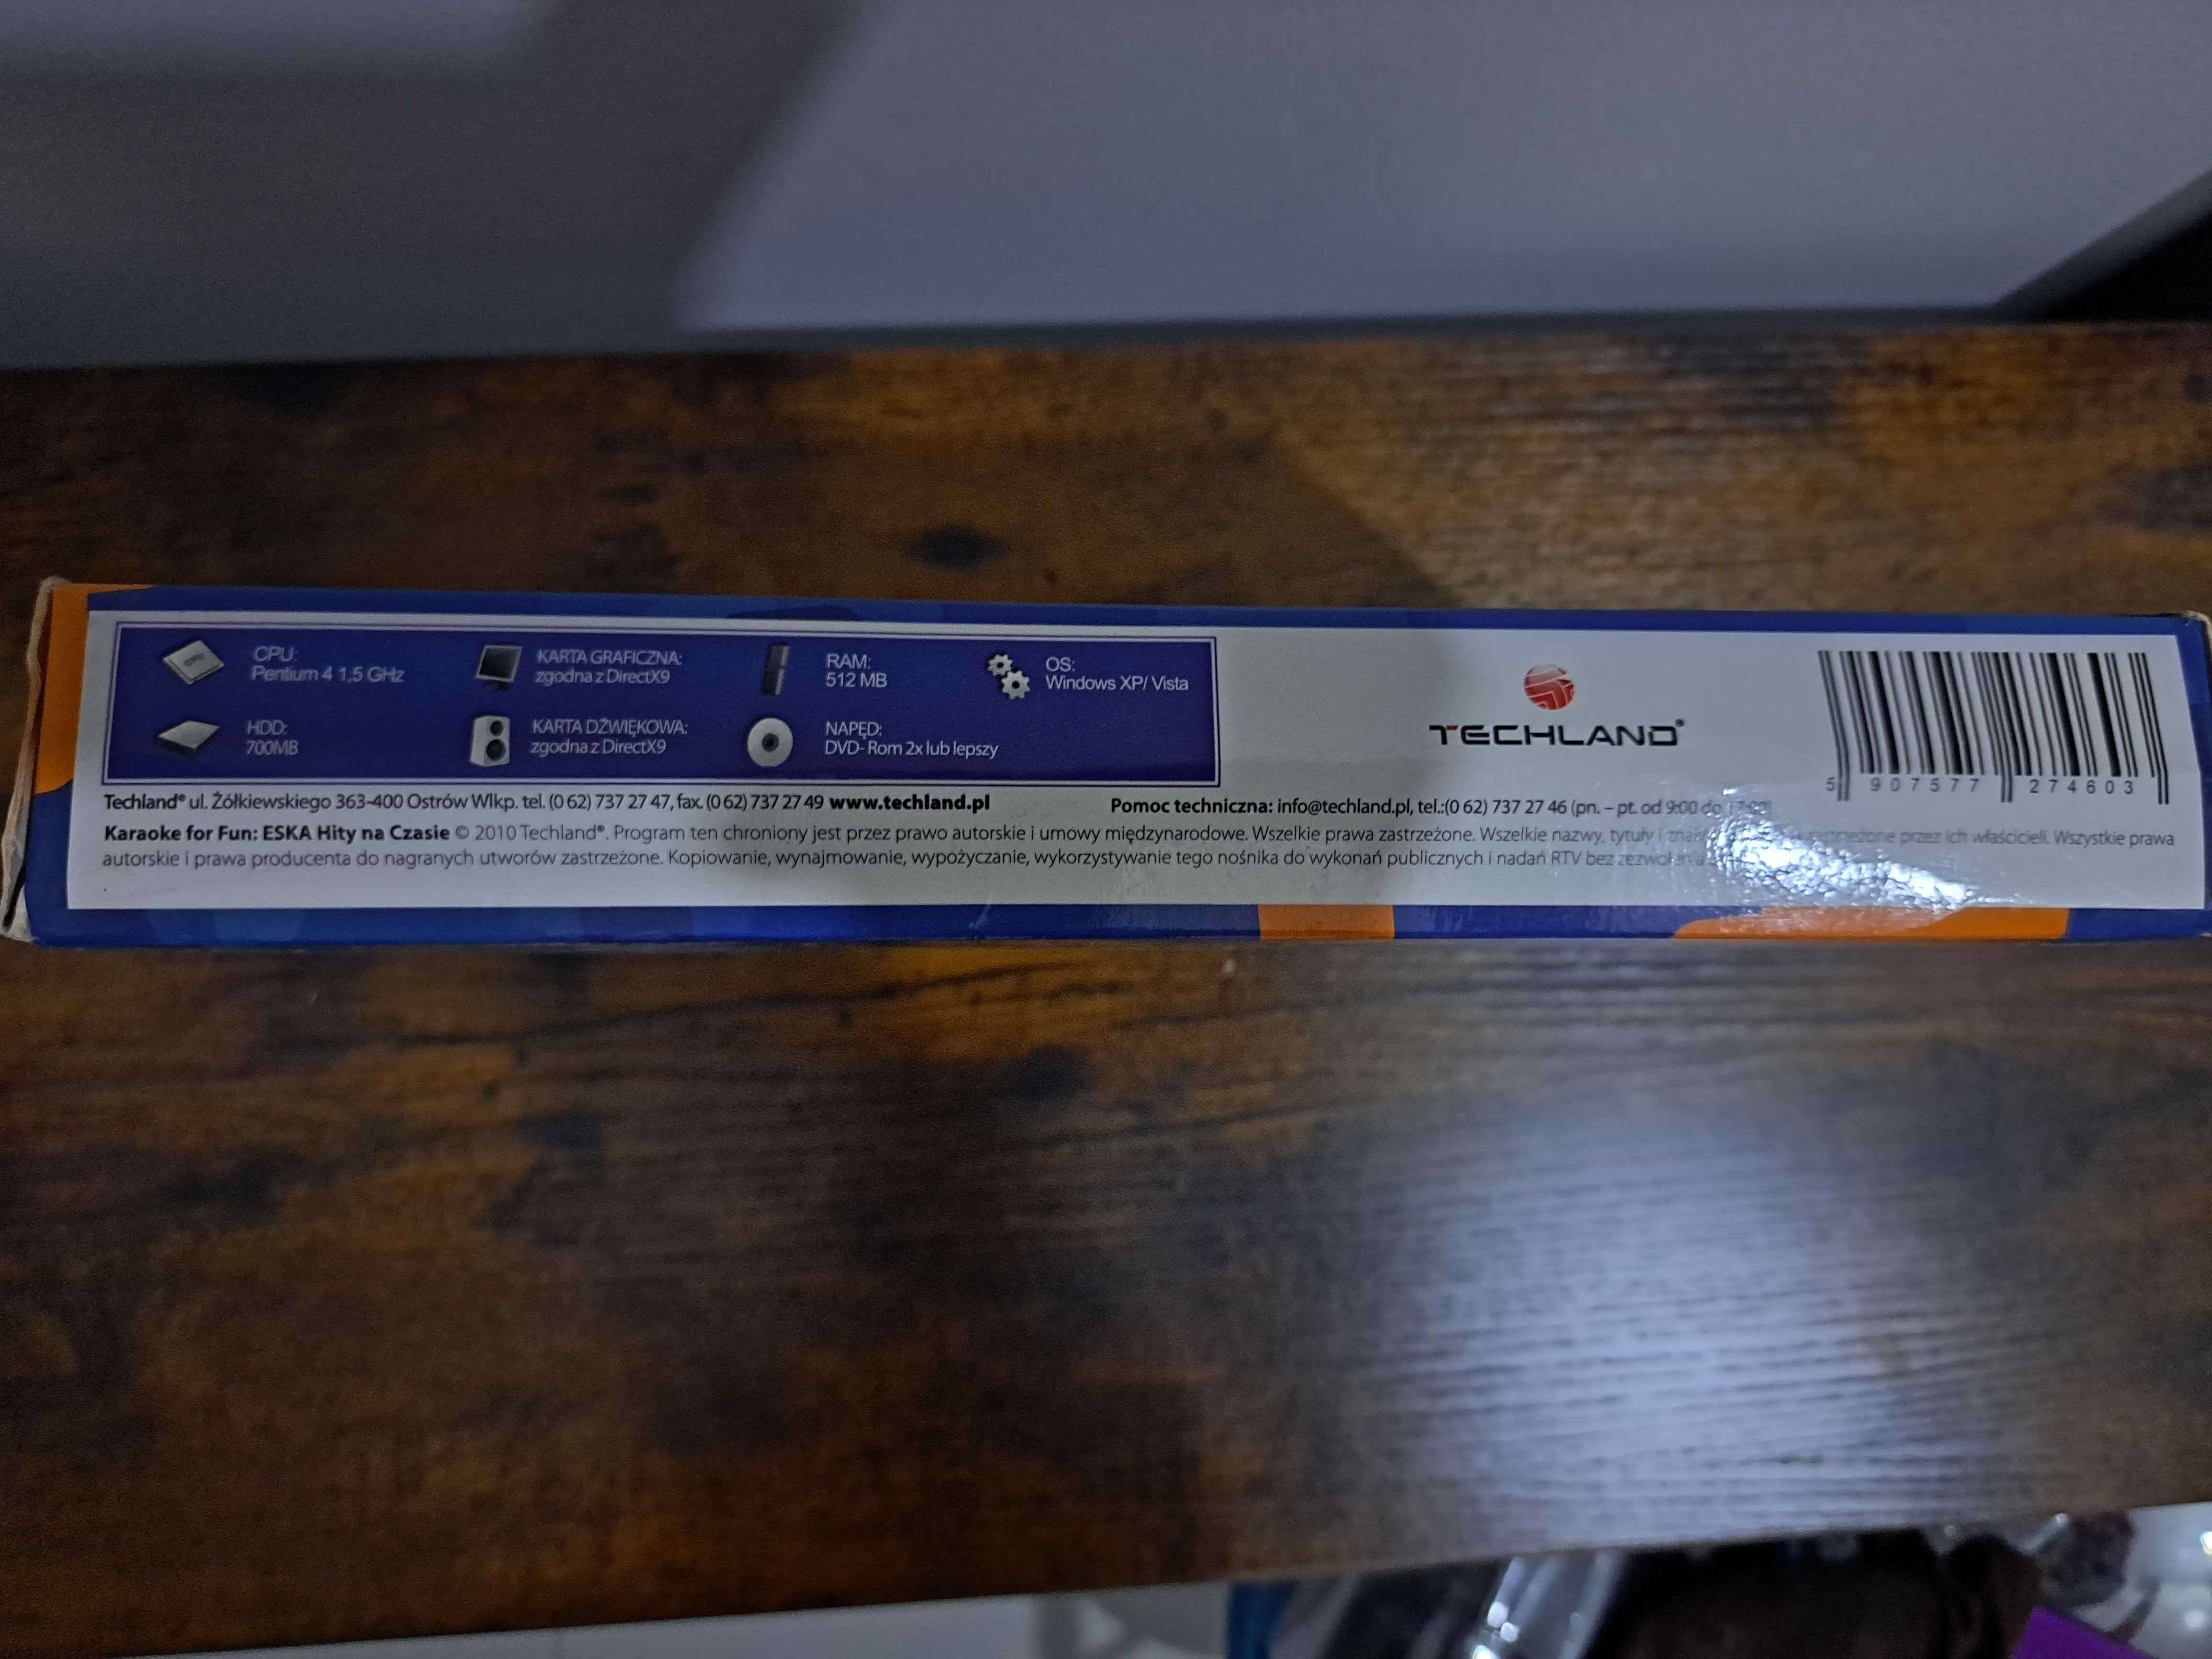 CPU:
Pentium 4 1,5 GHz
KARTA GRAFICZNA:
zgodna z DirectX9
RAM:
512 MB
OS:
Windows XP/ Vista
HDD:
700MB
KARTA DŹWIĘKOWA:
zgodna z DirectX9
NAPĘD:
DVD- Rom 2x lub lepszy
TECHLAND®
5 907577 274603
Techland® ul. Żółkiewskiego 363-400 Ostrów Wlkp. tel. (0 62) 737 27 47, fax. (0 62) 737 27 49 www.techland.pl
Pomoc techniczna: info@techland.pl, tel.:(0 62) 737 27 46 (pn. – pt. od 9:00 do 17:00)
Karaoke for Fun: ESKA Hity na Czasie © 2010 Techland®. Program ten chroniony jest przez prawo autorskie i umowy międzynarodowe. Wszelkie prawa zastrzeżone. Wszelkie nazwy, tytuły i przez ich właścicieli. Wszystkie prawa
autorskie i prawa producenta do nagranych utworów zastrzeżone. Kopiowanie, wynajmowanie, wypożyczanie, wykorzystywanie tego nośnika do wykonań publicznych i nadań RTV bez